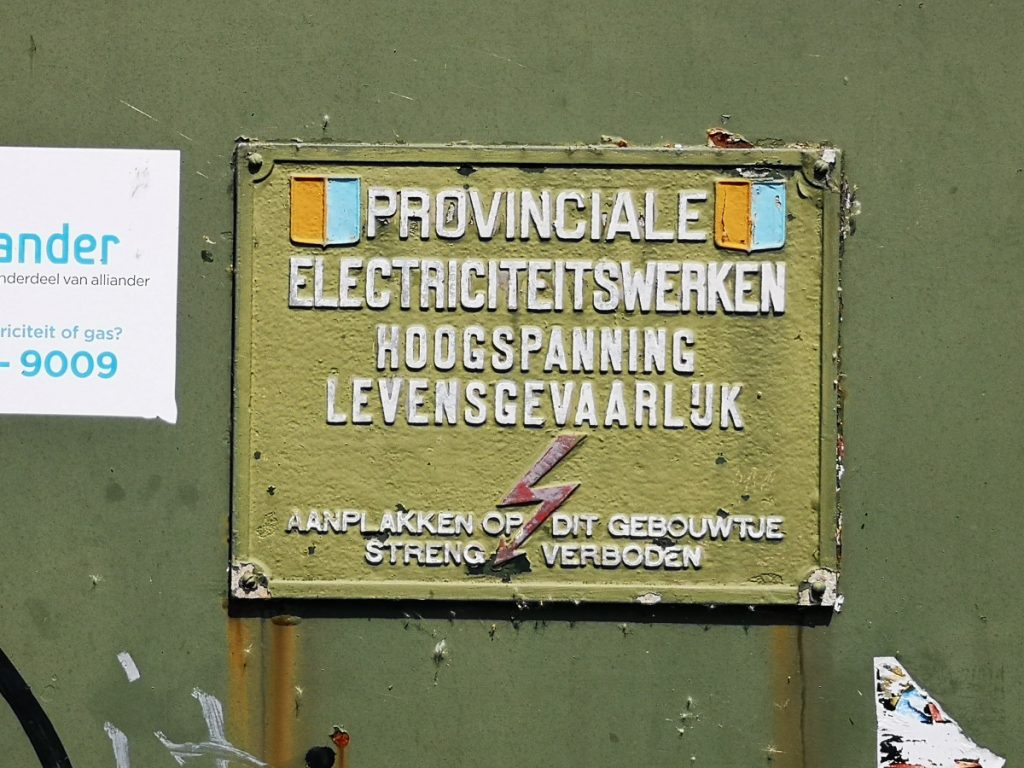 ander
nderdeel van alliander
riciteit of gas?
- 9009
PROVINCIALE
ELECTRICITEITSWERKEN
HOOGSPANNING
LEVENSGEVAARLIJK
AANPLAKKEN OP DIT GEBOUWTJE
STRENG VERBODEN